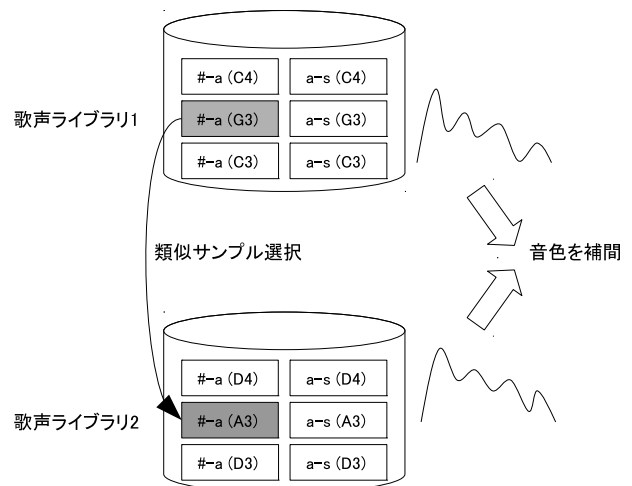 #-a (C4) a-s (C4)
歌声ライブラリ1
#-a (G3) a-s (G3)
#-a (C3) a-s (C3)
類似サンプル選択
音色を補間
#-a (D4) a-s (D4)
歌声ライブラリ2
#-a (A3) a-s (A3)
#-a (D3) a-s (D3)